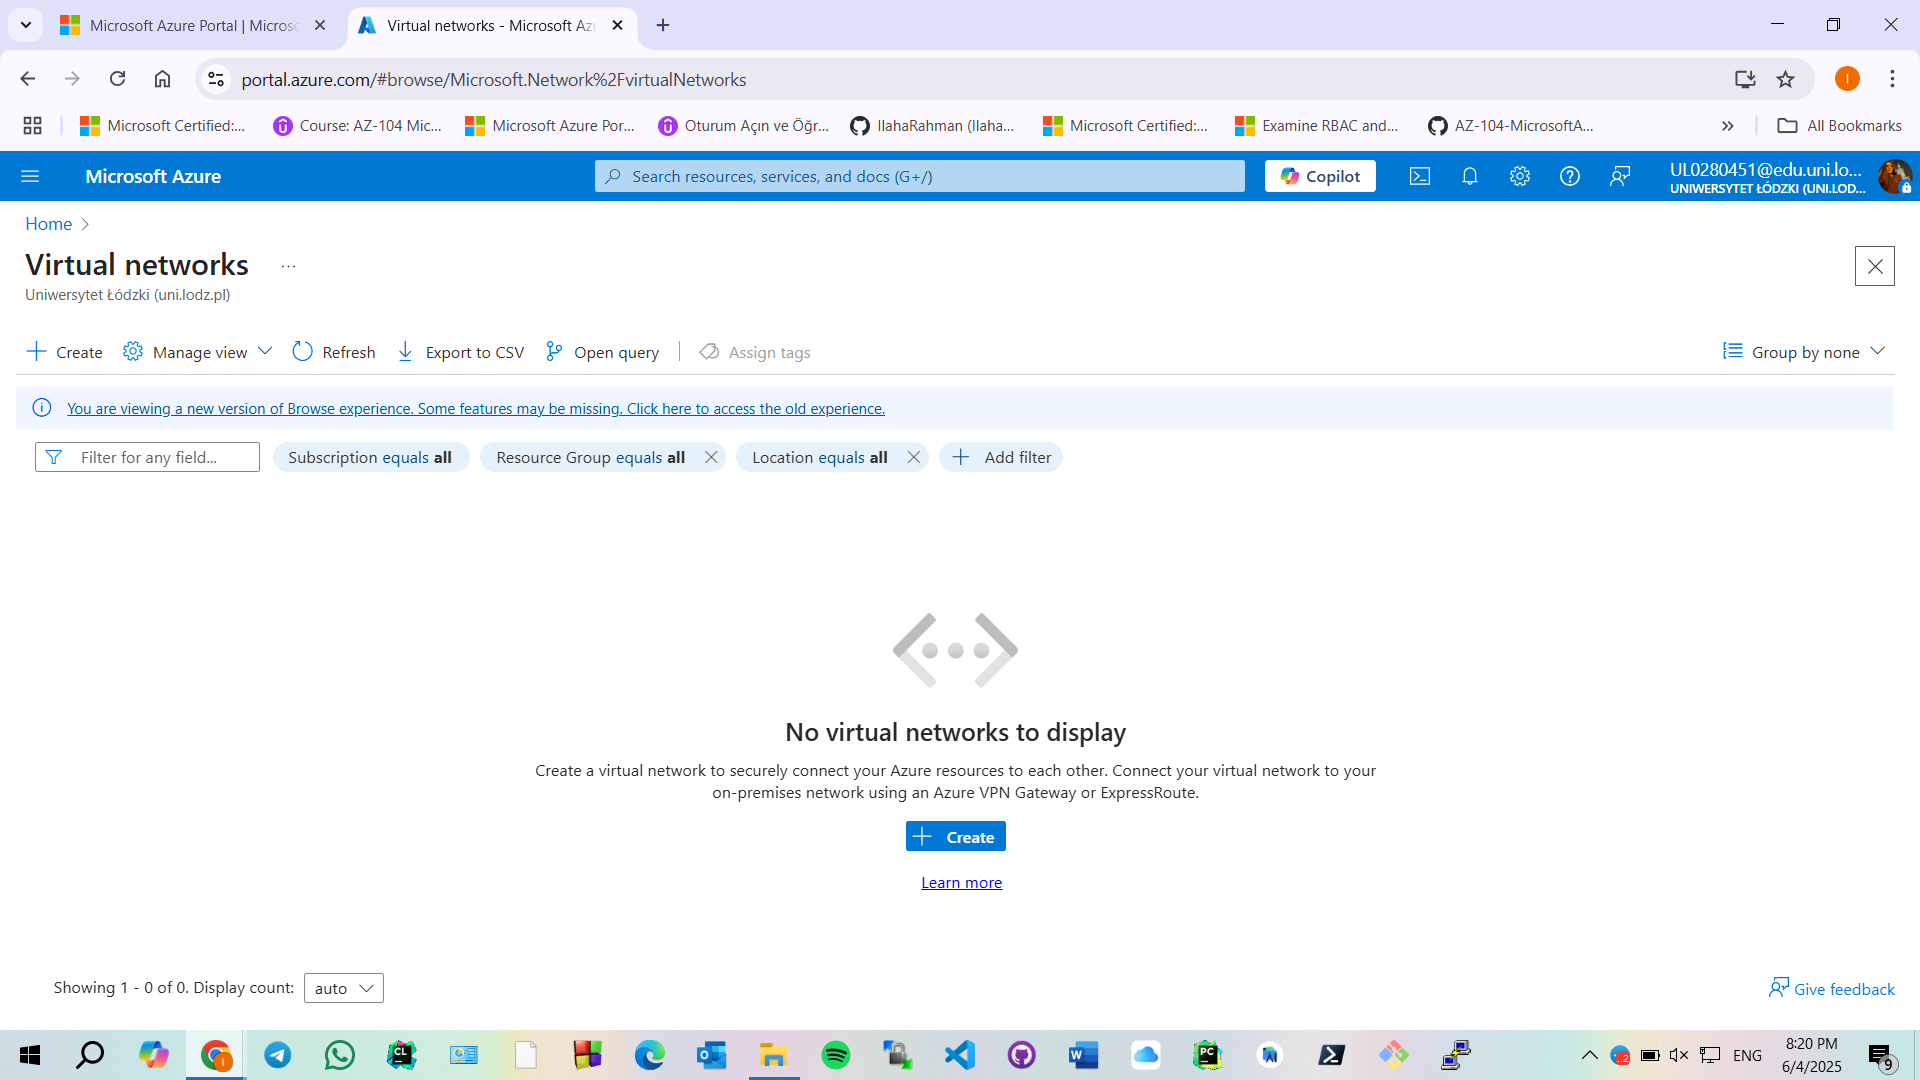 Microsoft Azure Portal | Micros
Virtual networks - Microsoft Az
portal.azure.com/#browse/Microsoft.Network%2FvirtualNetworks
I
Microsoft Certified:...
Course: AZ-104 Mic...
Microsoft Azure Por...
Oturum Açın ve Öğr...
IlahaRahman (Ilaha...
Microsoft Certified:...
Examine RBAC and...
AZ-104-MicrosoftA...
All Bookmarks
Microsoft Azure
Search resources, services, and docs (G+/)
Copilot
UL0280451@edu.uni.lo...
UNIWERSYTET ŁÓDZKI (UNI.LOD...
Home
Virtual networks
Uniwersytet Łódzki (uni.lodz.pl)
Create
Manage view
Refresh
Export to CSV
Open query
Assign tags
Group by none
You are viewing a new version of Browse experience. Some features may be missing. Click here to access the old experience.
Filter for any field...
Subscription equals all
Resource Group equals all
Location equals all
Add filter
No virtual networks to display
Create a virtual network to securely connect your Azure resources to each other. Connect your virtual network to your
on-premises network using an Azure VPN Gateway or ExpressRoute.
Create
Learn more
Showing 1 - 0 of 0. Display count:
auto
Give feedback
ENG
8:20 PM
6/4/2025
9